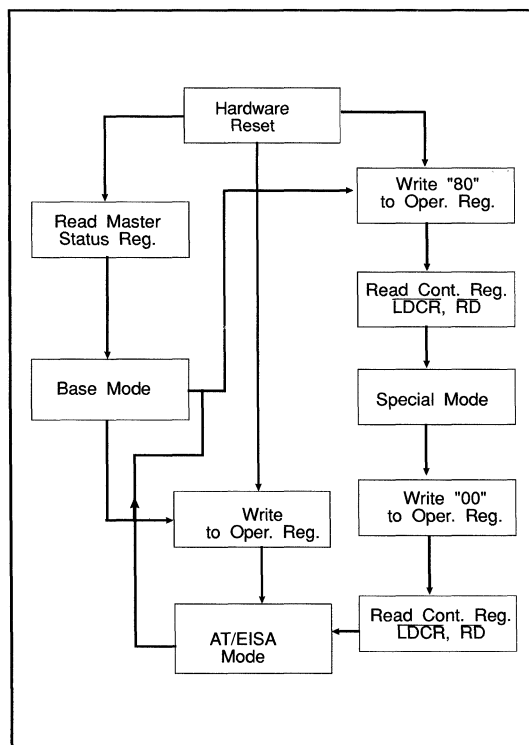 Hardware
Reset
Write "80"
to Oper. Reg.
Read Master
Status Reg.
Read Cont. Reg.
LDCR, RD
Base Mode
Special Mode
Write "00"
to Oper. Reg.
Write
to Oper. Reg.
Read Cont. Reg.
LDCR, RD
AT/EISA
Mode